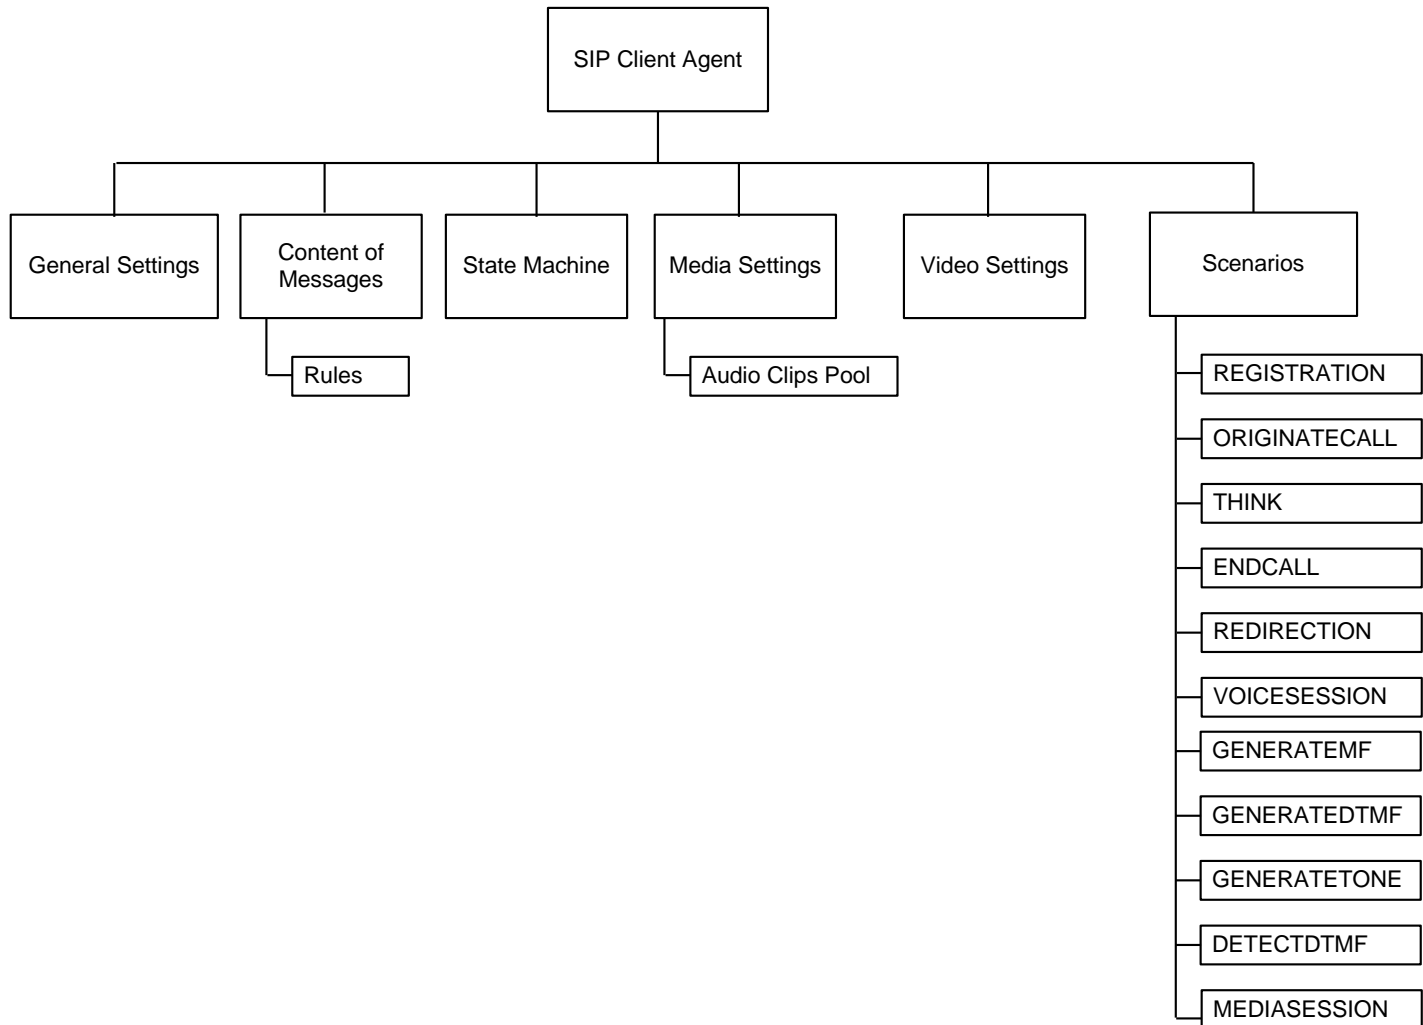 SIP Client Agent
General Settings
Content of
Messages
State Machine
Media Settings
Video Settings
Scenarios
Rules
Audio Clips Pool
REGISTRATION
ORIGINATECALL
THINK
ENDCALL
REDIRECTION
VOICESESSION
GENERATEMF
GENERATEDTMF
GENERATETONE
DETECTDTMF
MEDIASESSION